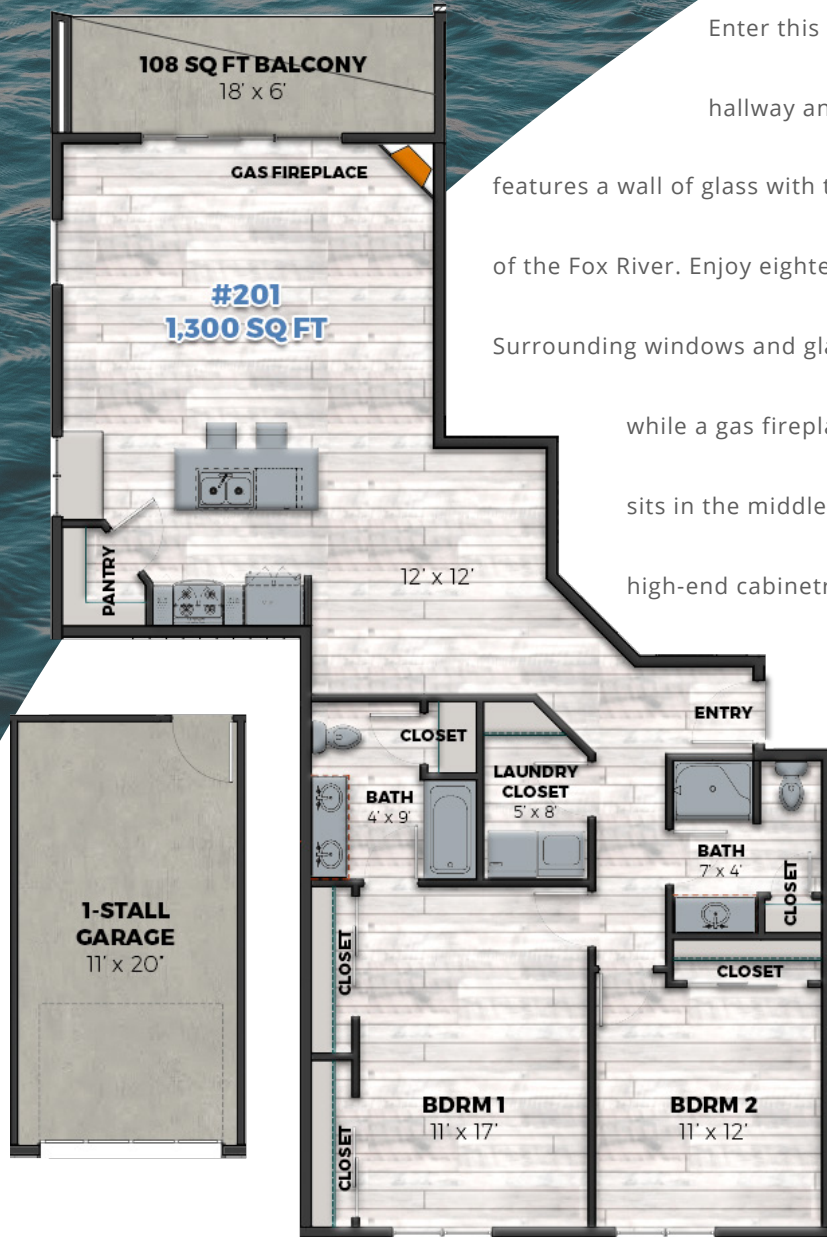 Enter this
hallway an
features a wall of glass with t
of the Fox River. Enjoy eighte
Surrounding windows and gla
while a gas firepla
sits in the middle
high-end cabinetr
108 SQ FT BALCONY
18' x 6'
GAS FIREPLACE
#201
1,300 SQ FT
PANTRY
12' x 12'
ENTRY
CLOSET
LAUNDRY
CLOSET
5' x 8'
BATH
4' x 9'
BATH
7' x 4'
CLOSET
CLOSET
CLOSET
1-STALL
GARAGE
11' x 20"
BDRM 1
11' x 17'
BDRM 2
11' x 12'
CLOSET